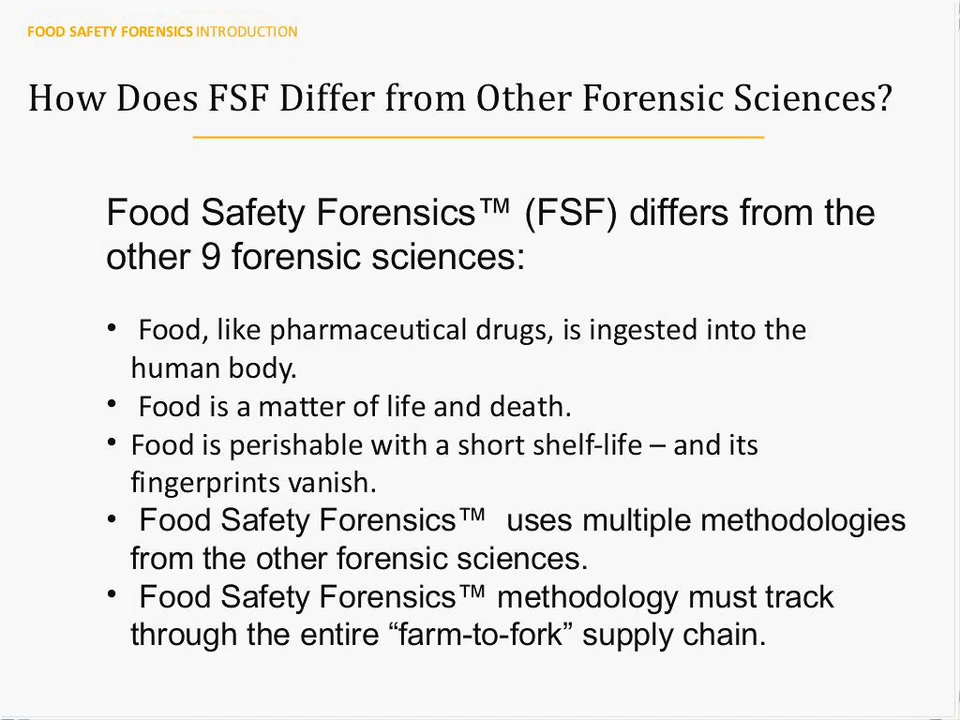 FOOD SAFETY FORENSICS INTRODUCTION
How Does FSF Differ from Other Forensic Sciences?
Food Safety Forensics™ (FSF) differs from the
other 9 forensic sciences:
• Food, like pharmaceutical drugs, is ingested into the
human body.
• Food is a matter of life and death.
• Food is perishable with a short shelf-life – and its
fingerprints vanish.
• Food Safety Forensics™ uses multiple methodologies
from the other forensic sciences.
• Food Safety Forensics™ methodology must track
through the entire “farm-to-fork” supply chain.